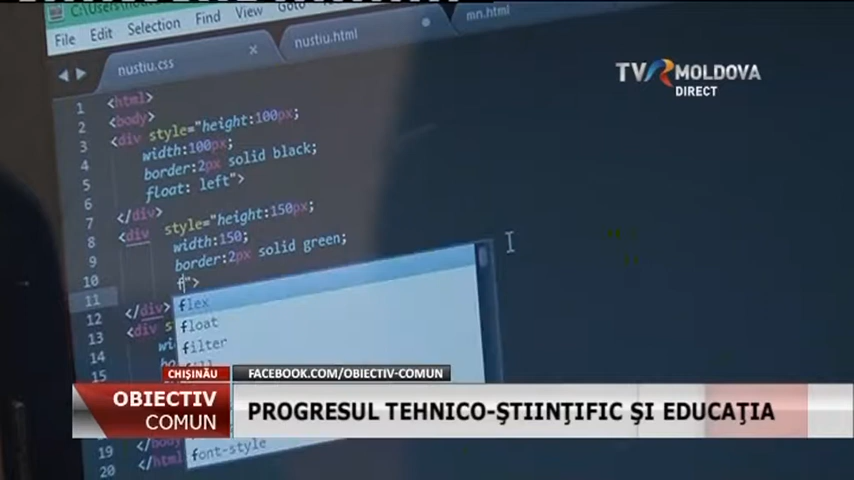 File Edit Selection Find View Goto
nustiu.css
nustiu.html
mn.html
TVR MOLDOVA
DIRECT
1 <html>
2 <body>
3 <div style="height:100px;
4 width:100px;
5 border:2px solid black;
6 float: left">
7 </div>
8 <div style="height:150px;
9 width:150;
10 border:2px solid green;
11 f">
12 </div>
13 <div s
14 wi
15 bo
flex
float
filter
19 </body
20 </html
font-style
CHIŞINĂU
FACEBOOK.COM/OBIECTIV-COMUN
OBIECTIV
COMUN
PROGRESUL TEHNICO-ŞTIINŢIFIC ŞI EDUCAŢIA